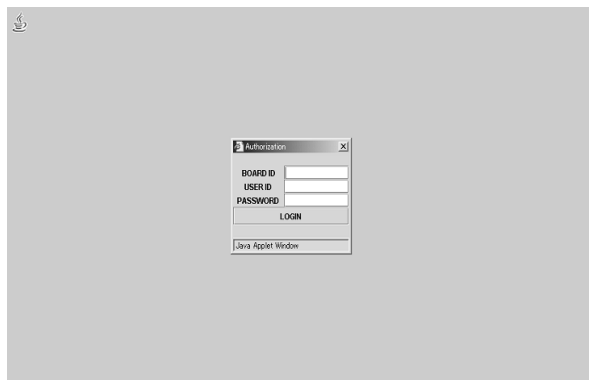 Authorization
BOARD ID
USER ID
PASSWORD
LOGIN
Java Applet Window